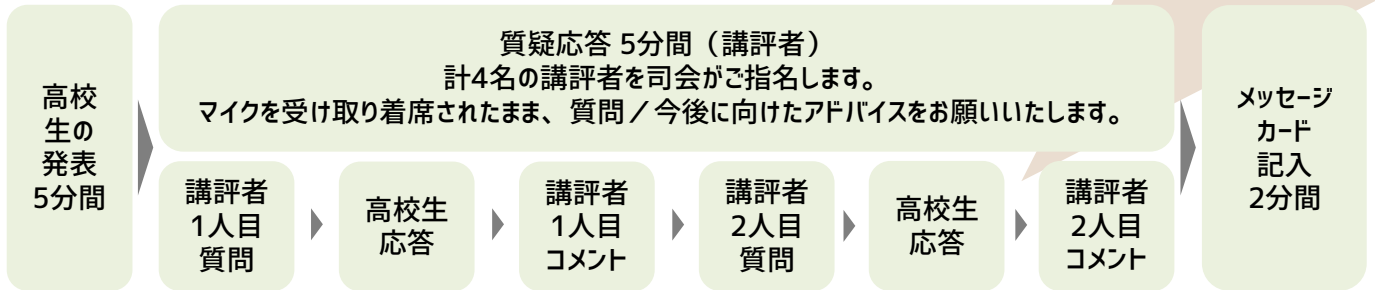 高校
生の
発表
5分間
質疑応答 5分間（講評者）
計4名の講評者を司会がご指名します。
マイクを受け取り着席されたまま、質問／今後に向けたアドバイスをお願いいたします。
講評者
1人目
質問
高校生
応答
講評者
1人目
コメント
講評者
2人目
質問
高校生
応答
講評者
2人目
コメント
メッセージ
カード
記入
2分間